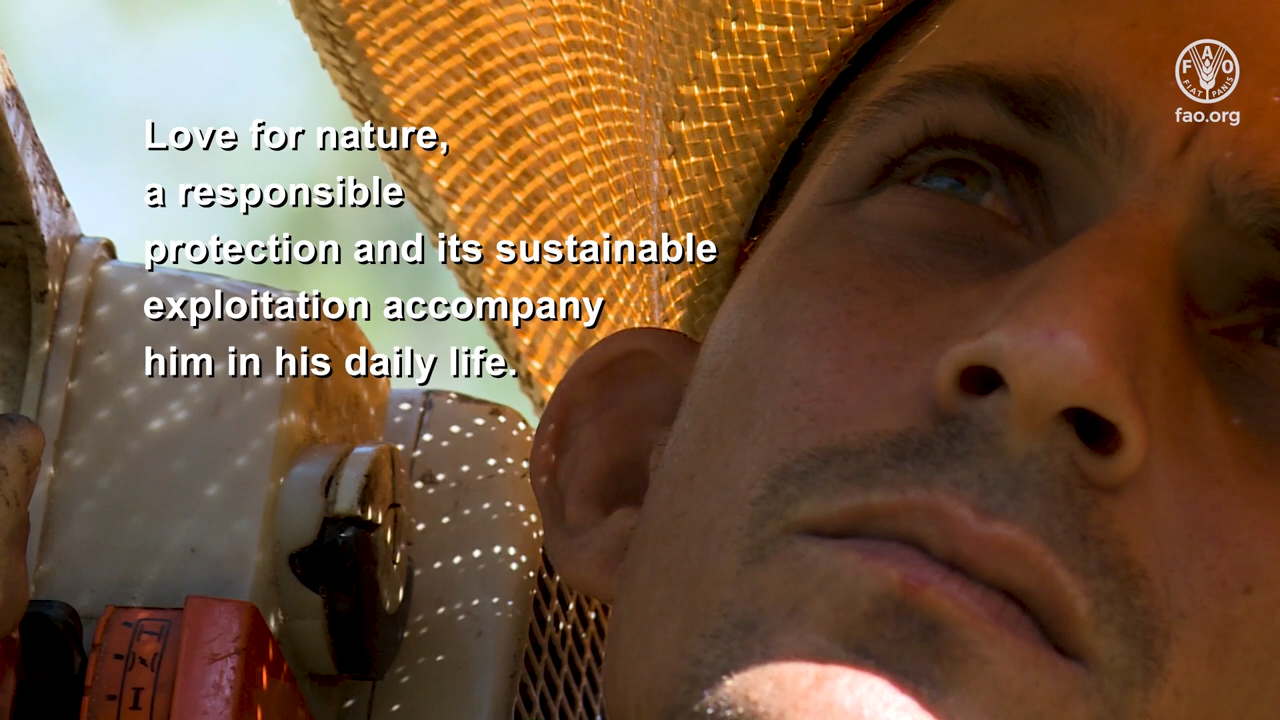 Love for nature,
a responsible
protection and its sustainable
exploitation accompany
him in his daily life.
F A O
FIAT PANIS
fao.org